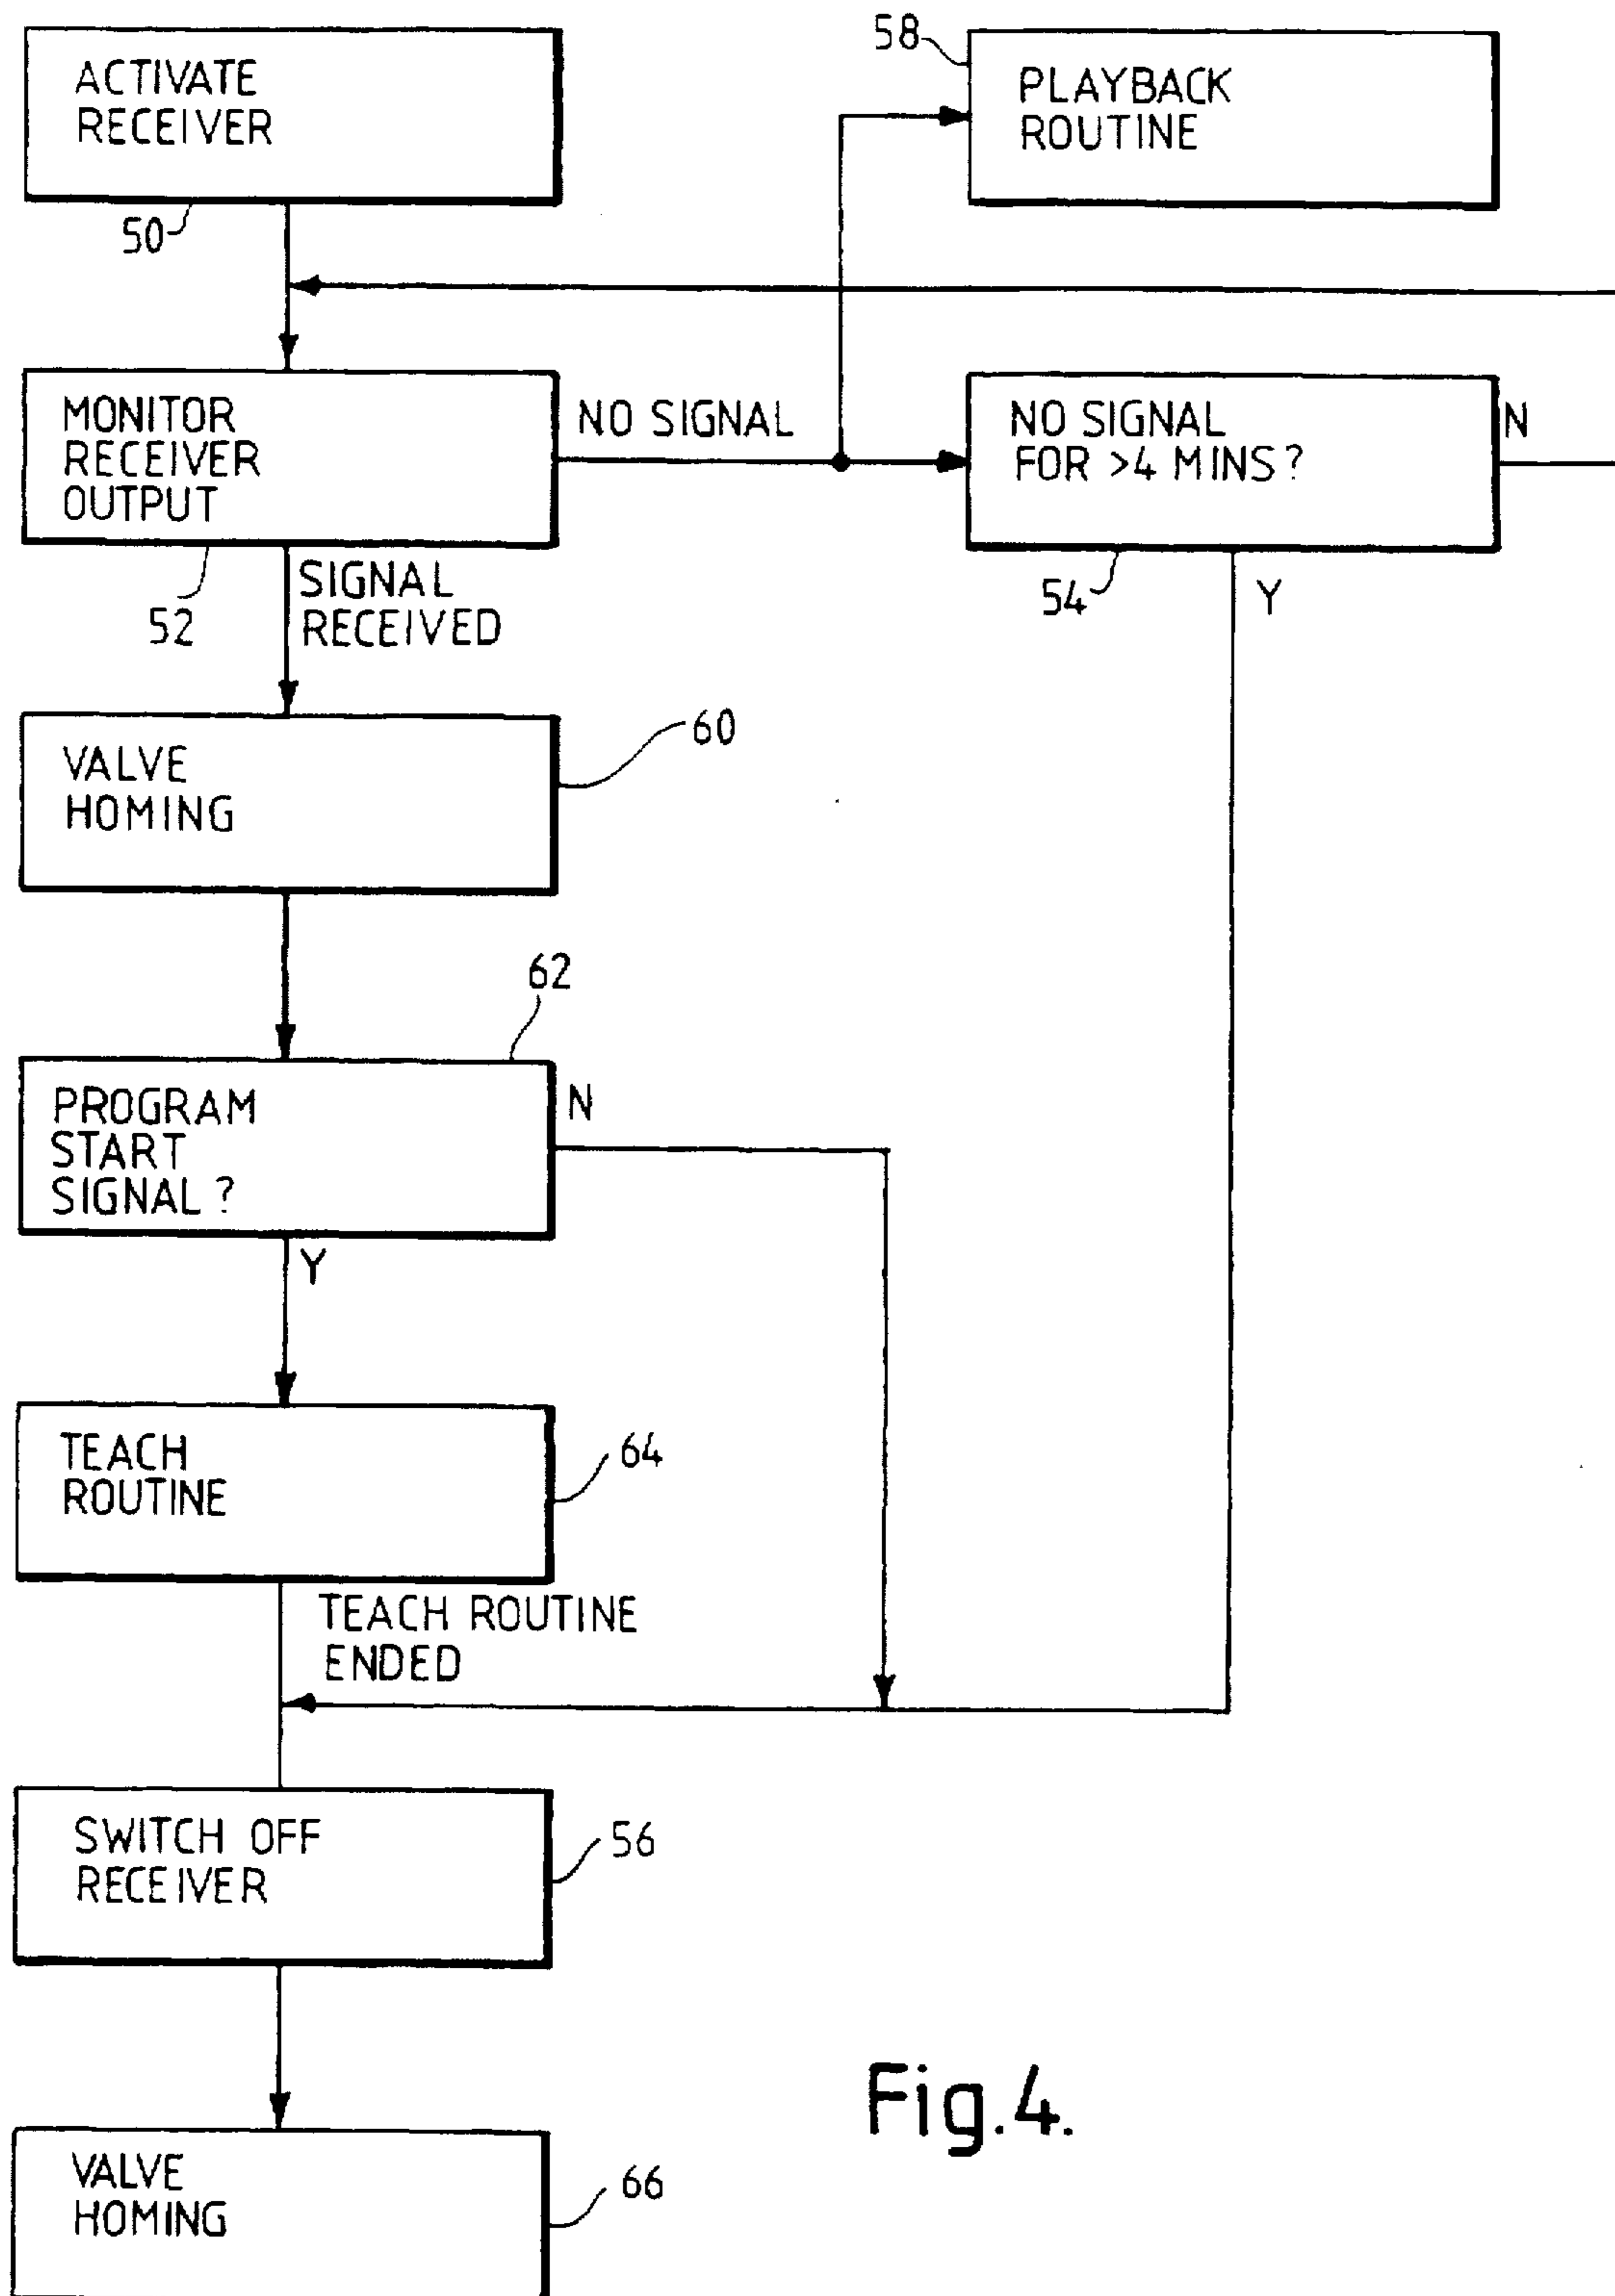 ACTIVATE
RECEIVER
50
58
PLAYBACK
ROUTINE
MONITOR
RECEIVER
OUTPUT
52
NO SIGNAL
NO SIGNAL
FOR >4 MINS?
N
54
Y
SIGNAL
RECEIVED
VALVE
HOMING
60
62
PROGRAM
START
SIGNAL?
N
Y
TEACH
ROUTINE
64
TEACH ROUTINE
ENDED
SWITCH OFF
RECEIVER
56
VALVE
HOMING
66
Fig.4.